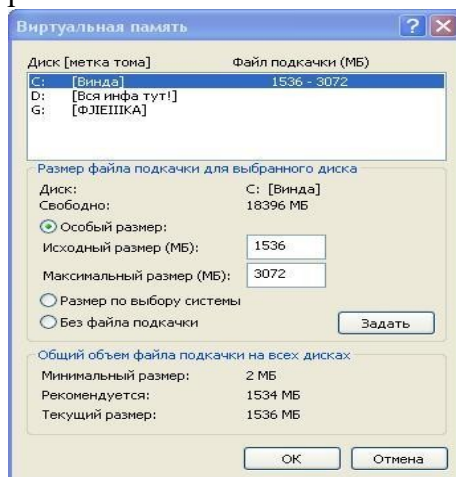 Виртуальная память
Диск [метка тома] Файл подкачки (МБ)
C: [Винда] 1536 - 3072
D: [Вся инфа тут!]
G: [ФЛЕШКА]
Размер файла подкачки для выбранного диска
Диск: C: [Винда]
Свободно: 18396 МБ
Особый размер:
Исходный размер (МБ): 1536
Максимальный размер (МБ): 3072
Размер по выбору системы
Без файла подкачки Задать
Общий объем файла подкачки на всех дисках
Минимальный размер: 2 МБ
Рекомендуется: 1534 МБ
Текущий размер: 1536 МБ
ОК Отмена